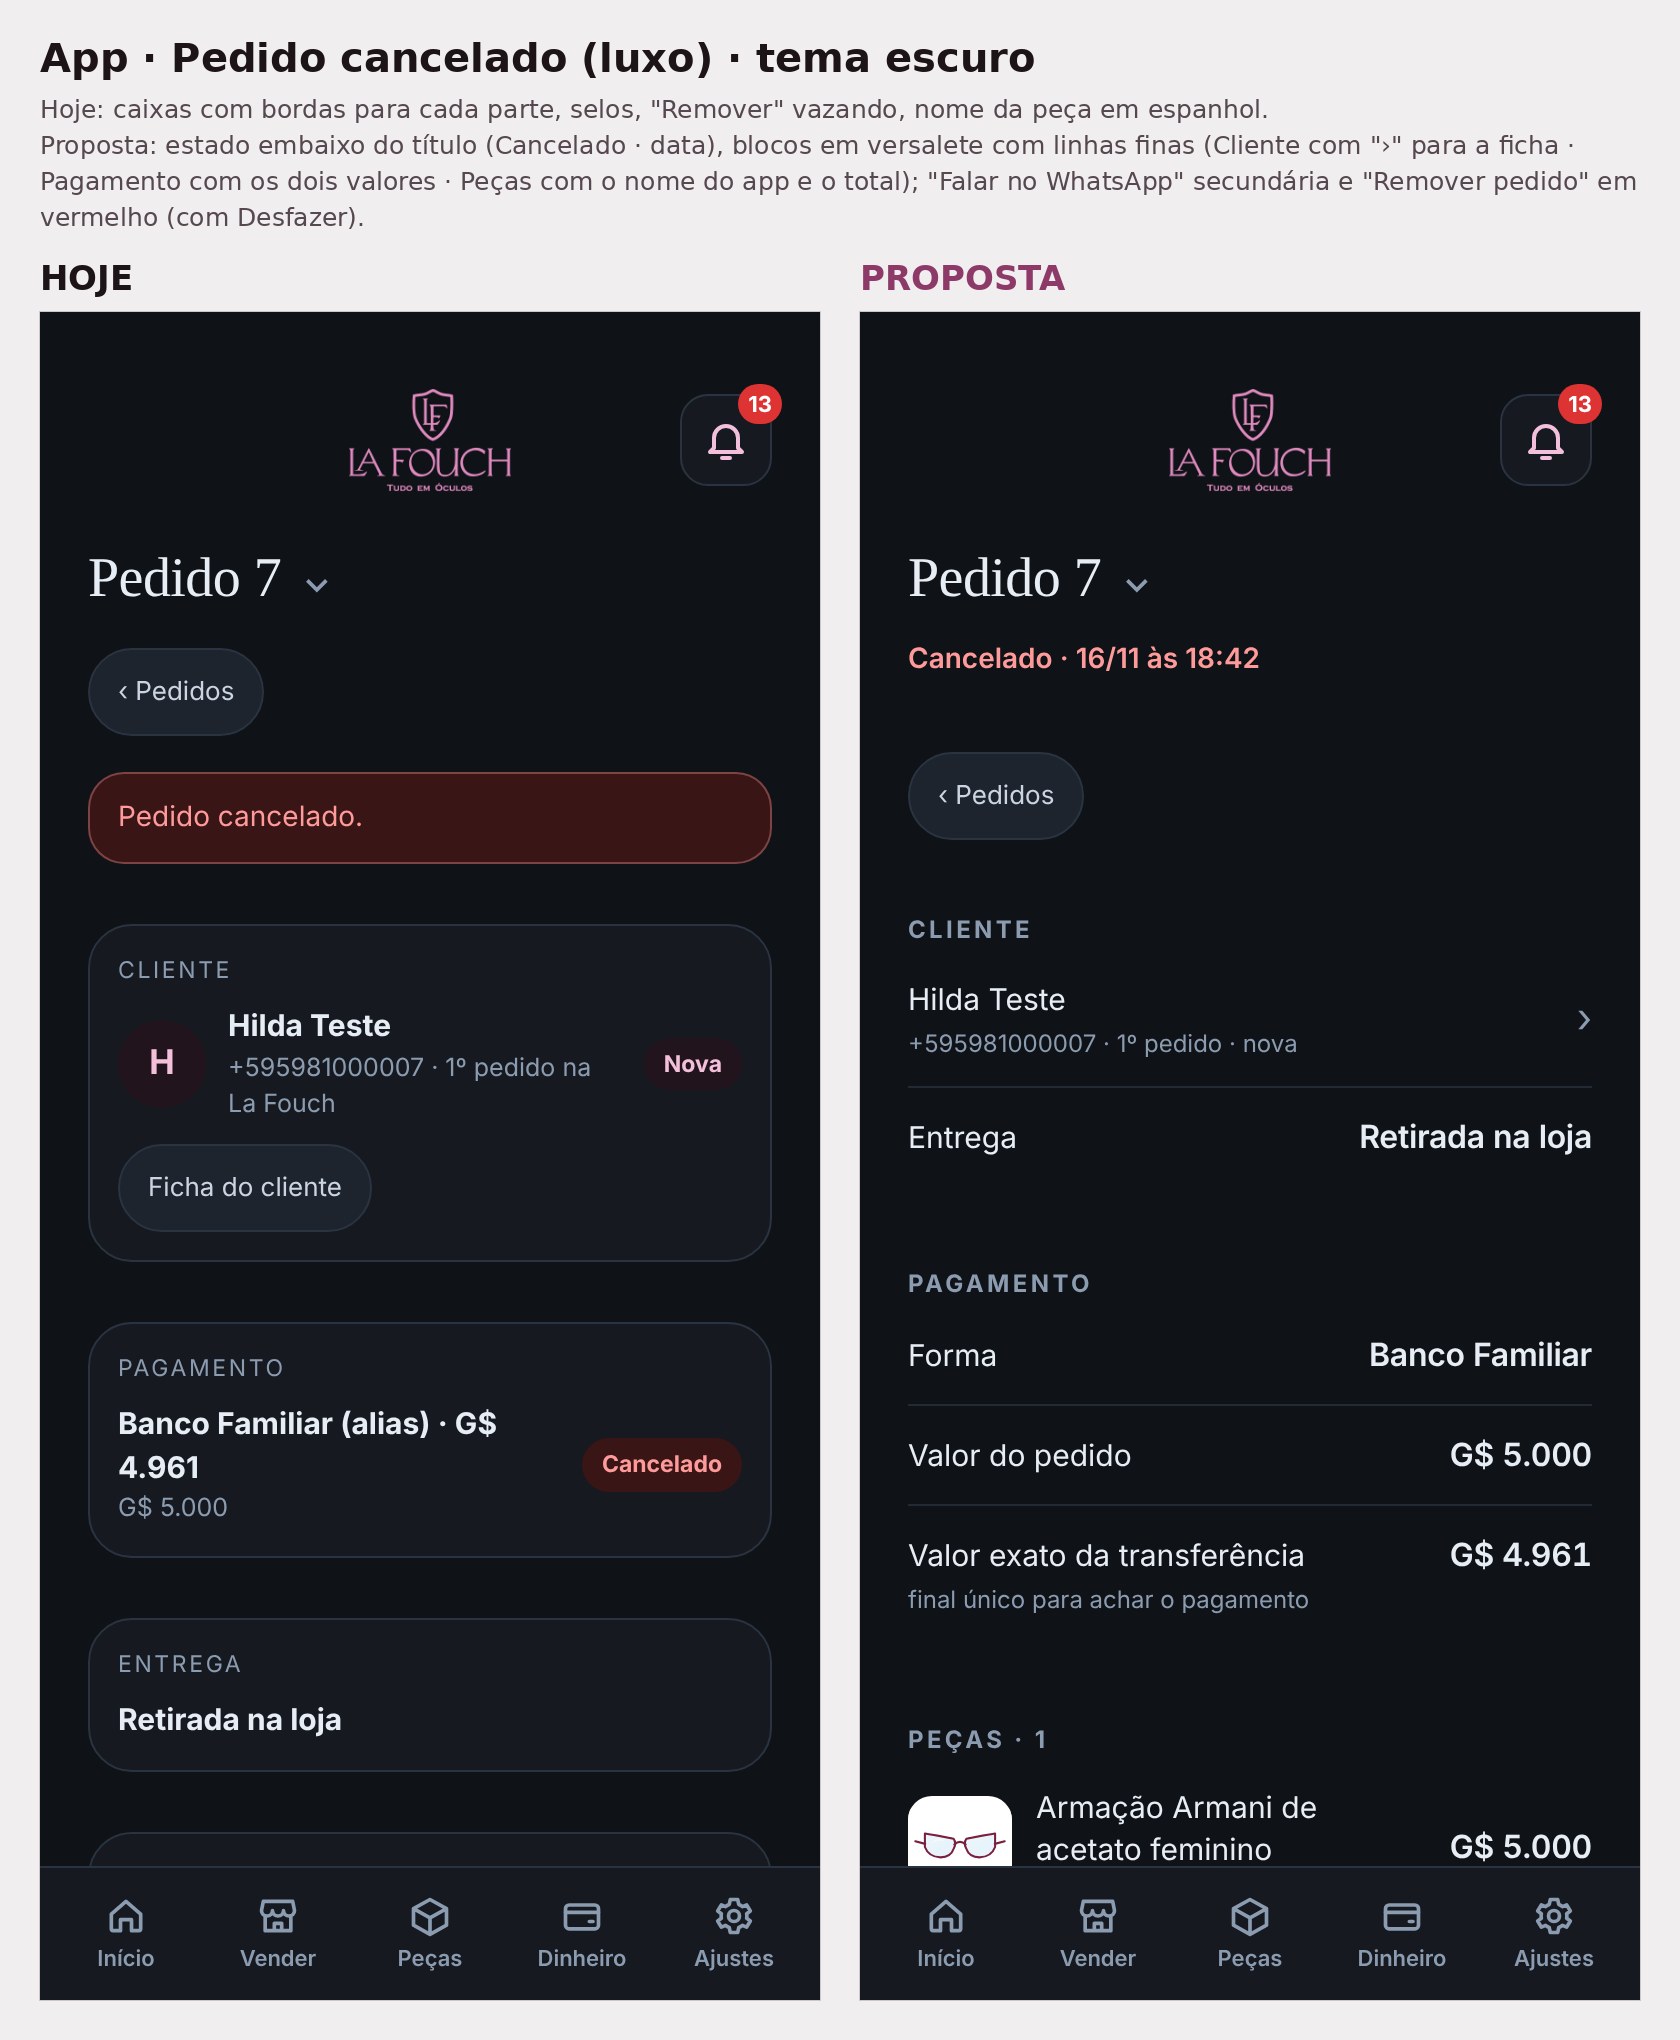 App · Pedido cancelado (luxo) · tema escuro
Hoje: caixas com bordas para cada parte, selos, "Remover" vazando, nome da peça em espanhol.
Proposta: estado embaixo do título (Cancelado · data), blocos em versalete com linhas finas (Cliente com "›" para a ficha ·
Pagamento com os dois valores · Peças com o nome do app e o total); "Falar no WhatsApp" secundária e "Remover pedido" em
vermelho (com Desfazer).
HOJE
LF
LA FOUCH
TUDO EM ÓCULOS
13
Pedido 7
‹ Pedidos
Pedido cancelado.
CLIENTE
H
Hilda Teste
+595981000007 · 1º pedido na
La Fouch
Nova
Ficha do cliente
PAGAMENTO
Banco Familiar (alias) · G$
4.961
G$ 5.000
Cancelado
ENTREGA
Retirada na loja
Início
Vender
Peças
Dinheiro
Ajustes
PROPOSTA
LF
LA FOUCH
TUDO EM ÓCULOS
13
Pedido 7
Cancelado · 16/11 às 18:42
‹ Pedidos
CLIENTE
Hilda Teste
+595981000007 · 1º pedido · nova
›
Entrega
Retirada na loja
PAGAMENTO
Forma
Banco Familiar
Valor do pedido
G$ 5.000
Valor exato da transferência
G$ 4.961
final único para achar o pagamento
PEÇAS · 1
Armação Armani de
acetato feminino
G$ 5.000
Início
Vender
Peças
Dinheiro
Ajustes